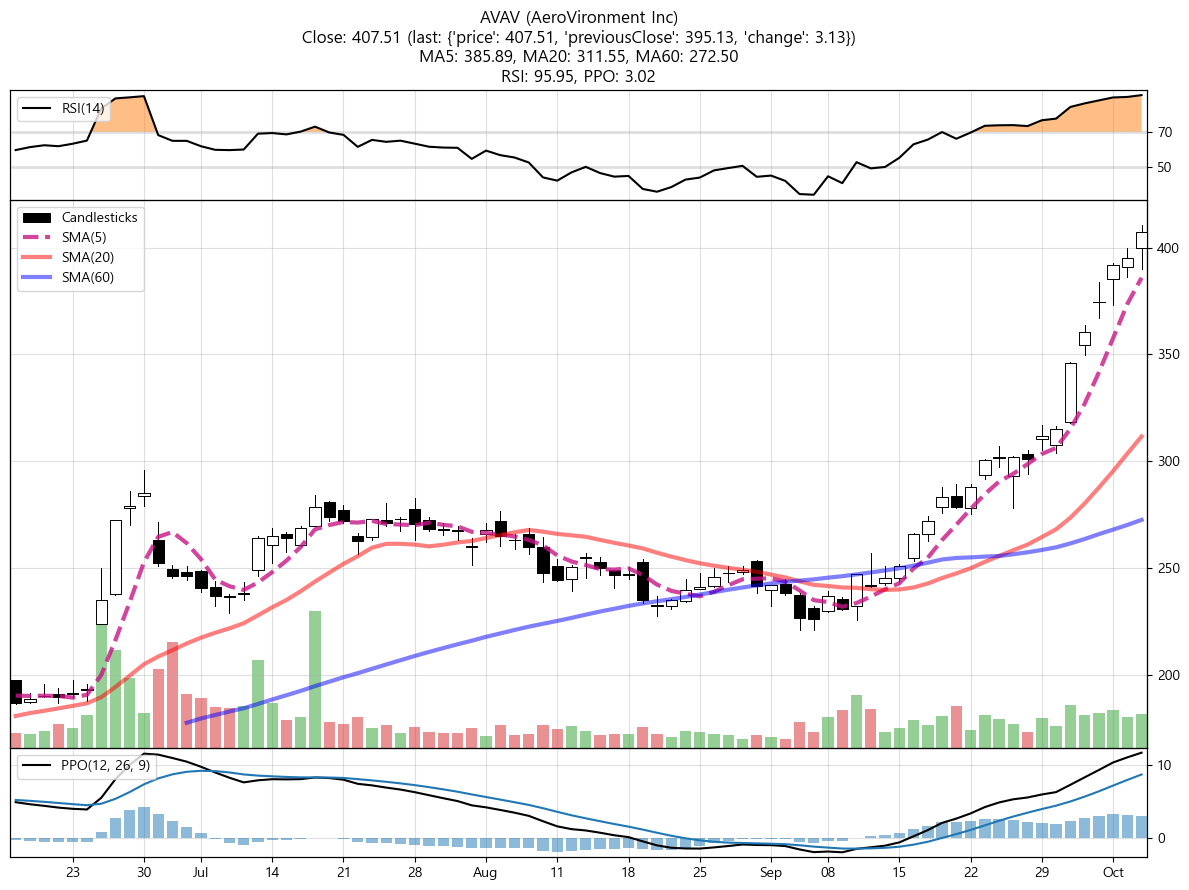 AVAV (AeroVironment Inc)
Close: 407.51 (last: {'price': 407.51, 'previousClose': 395.13, 'change': 3.13})
MA5: 385.89, MA20: 311.55, MA60: 272.50
RSI: 95.95, PPO: 3.02
RSI(14)
70
50
Candlesticks
SMA(5)
SMA(20)
SMA(60)
400
350
300
250
200
PPO(12, 26, 9)
10
0
23 30 Jul 14 21 28 Aug 11 18 25 Sep 08 15 22 29 Oct